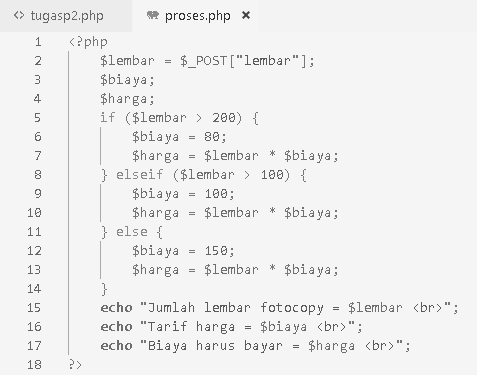 <> tugasp2.php proses.php ×
1 <?php
2 $lembar = $_POST["lembar"];
3 $biaya;
4 $harga;
5 if ($lembar > 200) {
6 $biaya = 80;
7 $harga = $lembar * $biaya;
8 } elseif ($lembar > 100) {
9 $biaya = 100;
10 $harga = $lembar * $biaya;
11 } else {
12 $biaya = 150;
13 $harga = $lembar * $biaya;
14 }
15 echo "Jumlah lembar fotocopy = $lembar <br>";
16 echo "Tarif harga = $biaya <br>";
17 echo "Biaya harus bayar = $harga <br>";
18 ?>